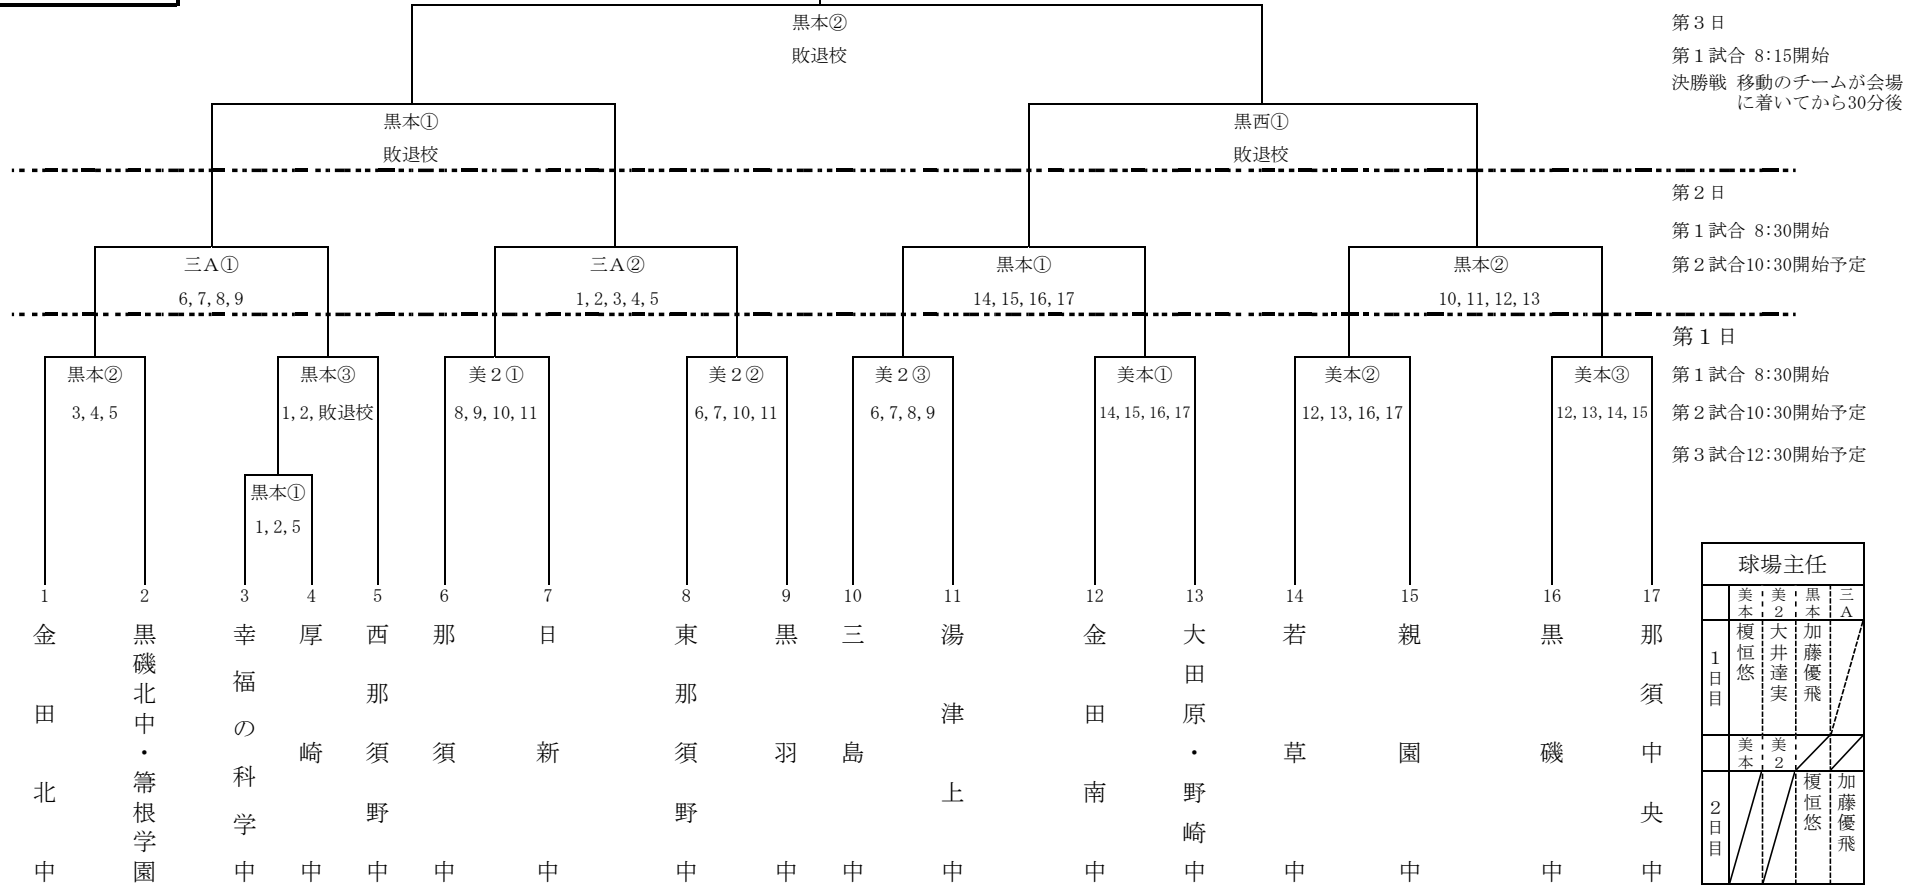 黒本②
敗退校
第３日
第１試合 8:15開始
決勝戦 移動のチームが会場
に着いてから30分後
黒本①
敗退校
黒西①
敗退校
第２日
第１試合 8:30開始
第２試合10:30開始予定
三A①
6,7,8,9
三A②
1,2,3,4,5
黒本①
14,15,16,17
黒本②
10,11,12,13
第１日
第１試合 8:30開始
第２試合10:30開始予定
第３試合12:30開始予定
黒本②
3,4,5
黒本③
1,2,敗退校
美２①
8,9,10,11
美２②
6,7,10,11
美２③
6,7,8,9
美本①
14,15,16,17
美本②
12,13,16,17
美本③
12,13,14,15
黒本①
1,2,5
1
金田北中
2
黒磯北中・箒根学園
3
幸福の科学中
4
厚崎中
5
西那須野中
6
那須中
7
日新中
8
東那須野中
9
黒羽中
10
三島中
11
湯津上中
12
金田南中
13
大田原・野崎中
14
若草中
15
親園中
16
黒磯中
17
那須中央中
球場主任
美本
美2
黒本
三A
1日目
榎恒悠
大井達実
加藤優飛
美本
美2
2日目
榎恒悠
加藤優飛